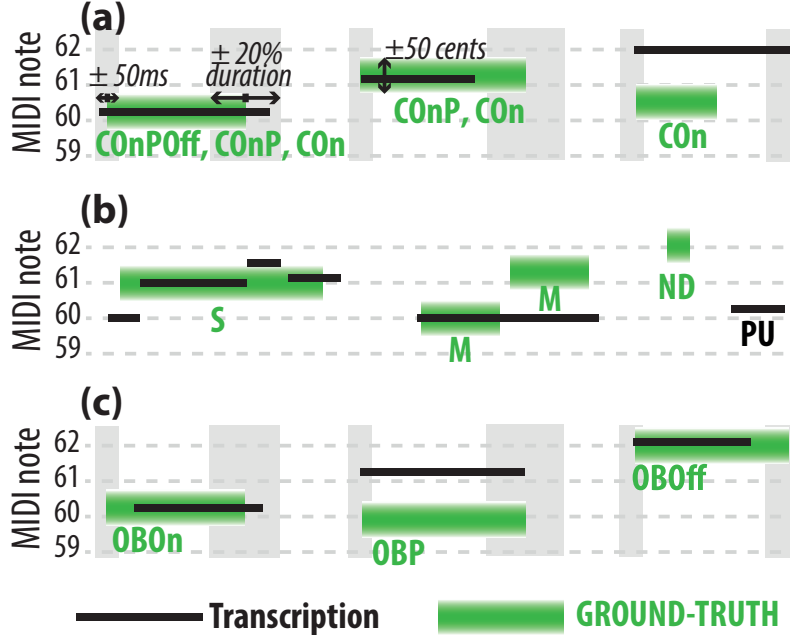 (a)
MIDI note
62
61
60
59
± 50ms
± 20%
duration
±50 cents
COnPOff, COnP, COn
COnP, COn
COn
(b)
MIDI note
62
61
60
59
S
M
M
ND
PU
(c)
MIDI note
62
61
60
59
OBOn
OBP
OBOff
Transcription
GROUND-TRUTH